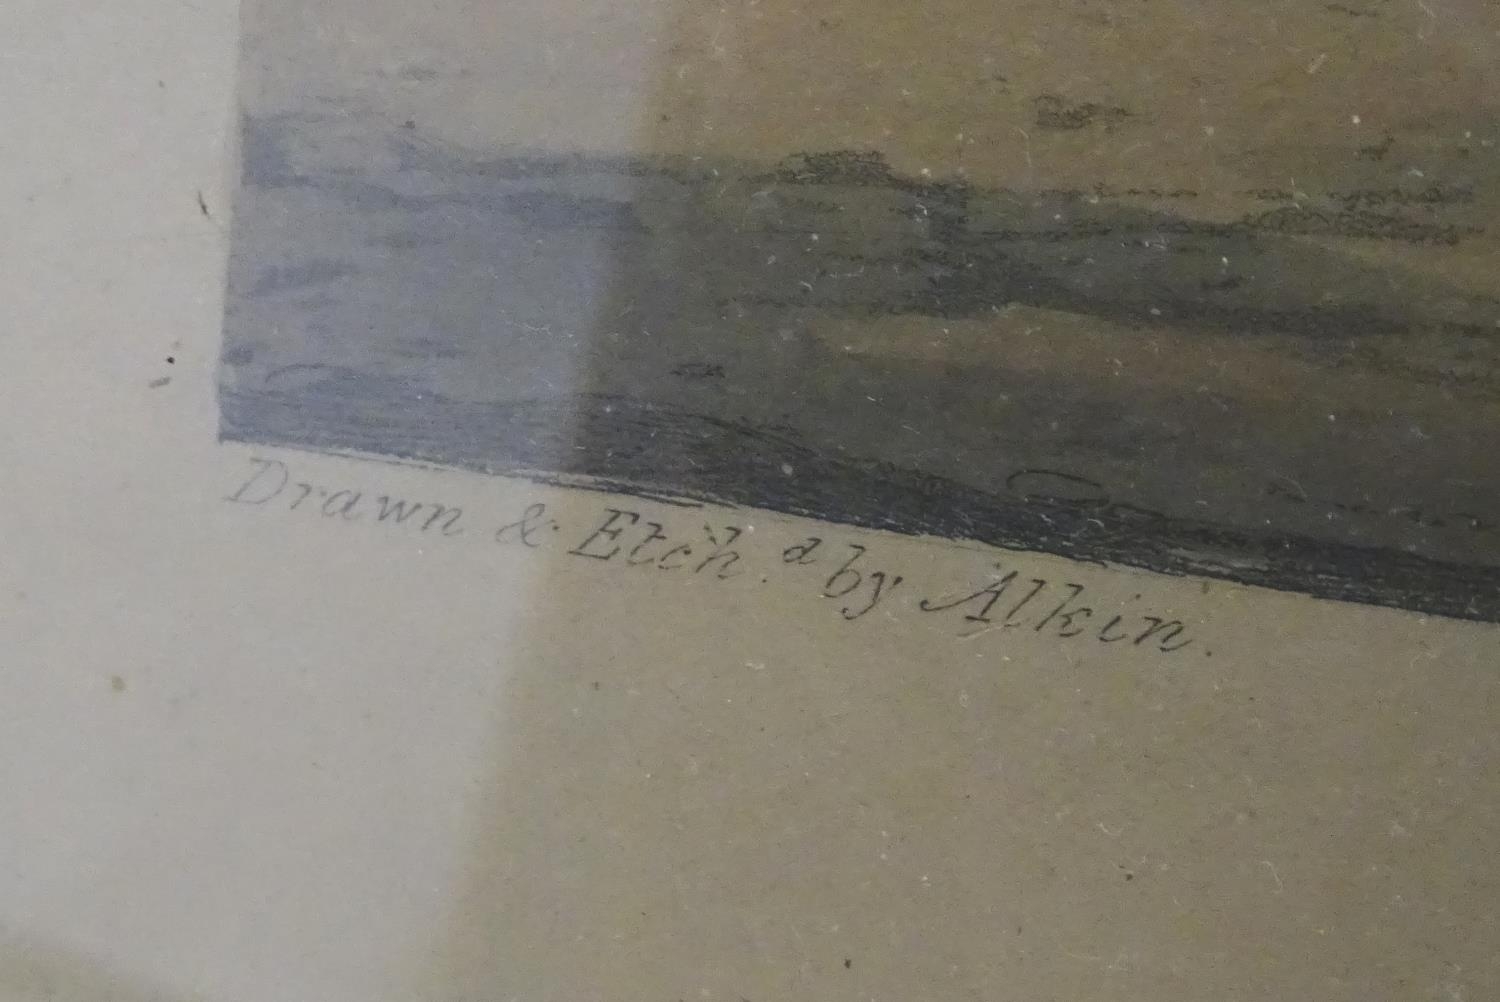 Drawn & Etch.d by Alkin.